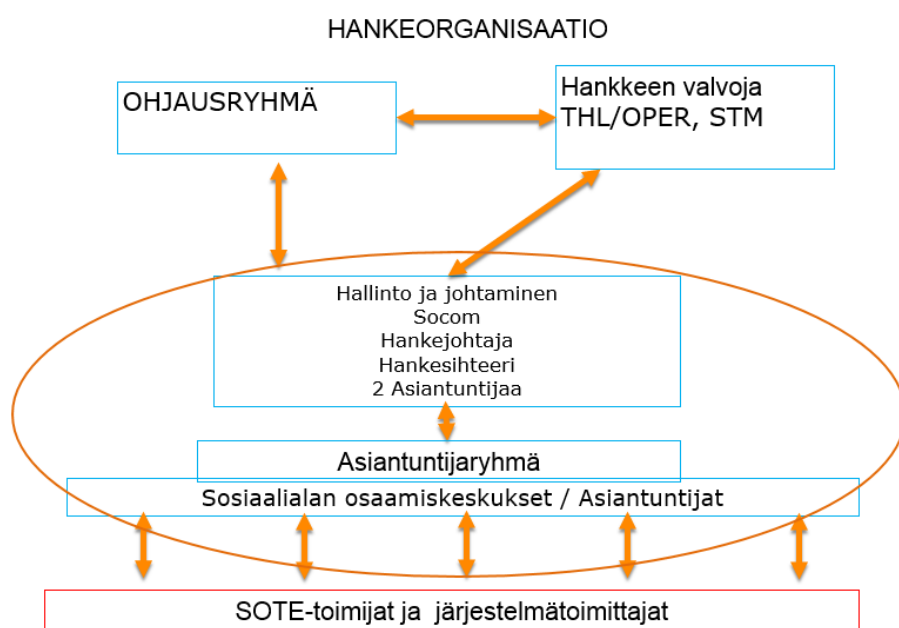 HANKEORGANISAATIO
OHJAUSRYHMÄ
Hankkeen valvoja
THL/OPER, STM
Hallinto ja johtaminen
Socom
Hankejohtaja
Hankesihteeri
2 Asiantuntijaa
Asiantuntijaryhmä
Sosiaalialan osaamiskeskukset / Asiantuntijat
SOTE-toimijat ja järjestelmätoimittajat